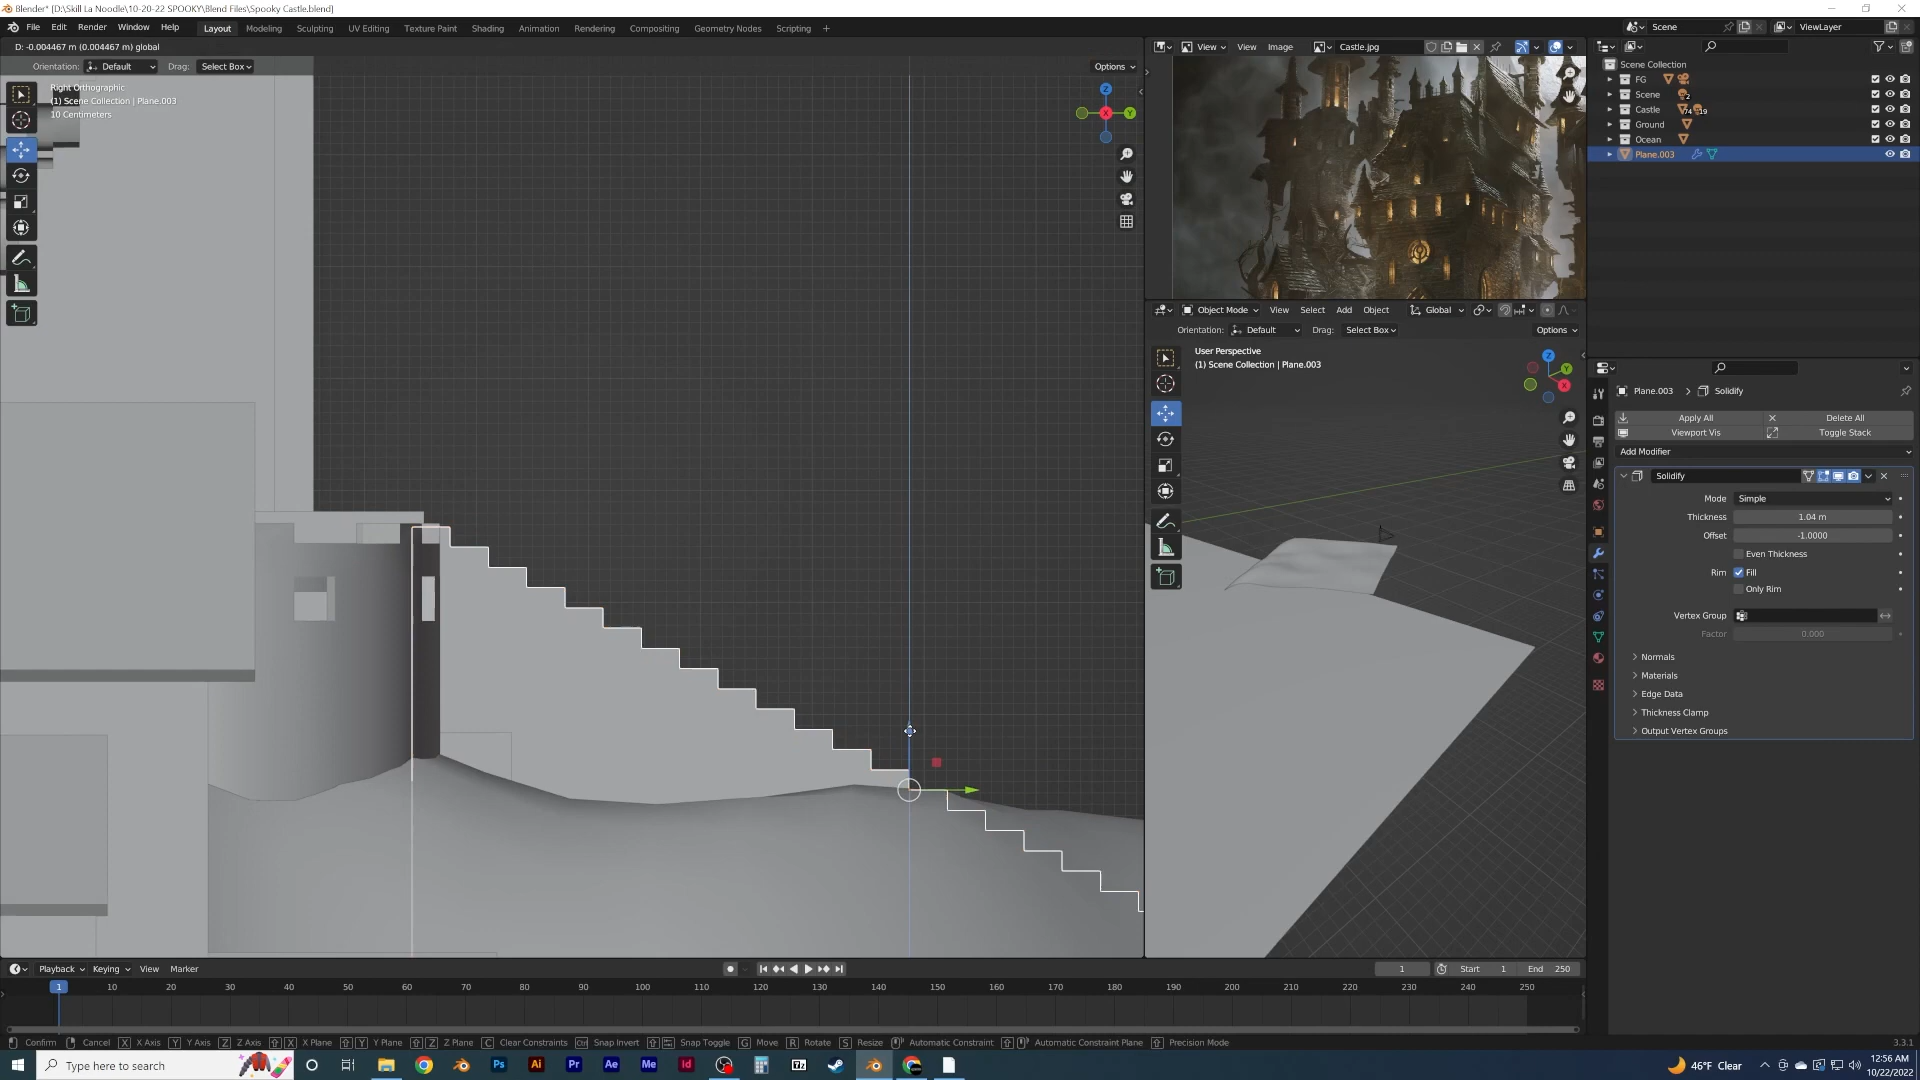 Blender* [D:\Skill La Noodle\10-20-22 SPOOKY\Blend Files\Spooky Castle.blend]
File Edit Render Window Help Layout Modeling Sculpting UV Editing Texture Paint Shading Animation Rendering Compositing Geometry Nodes Scripting + Scene ViewLayer
D: -0.004467 m (0.004467 m) global
View View Image Castle.jpg
Orientation: Default Drag: Select Box Options
Right Orthographic
(1) Scene Collection | Plane.003
10 Centimeters
Z
X
Y
Scene Collection
FG
Scene 2
Castle 74 19
Ground
Ocean
Plane.003
Object Mode View Select Add Object Global
Orientation: Default Drag: Select Box Options
User Perspective
(1) Scene Collection | Plane.003
Z
Y
X
Plane.003 > Solidify
Apply All Delete All
Viewport Vis Toggle Stack
Add Modifier
Solidify
Mode Simple
Thickness 1.04 m
Offset -1.0000
Even Thickness
Rim Fill
Only Rim
Vertex Group
Factor 0.000
Normals
Materials
Edge Data
Thickness Clamp
Output Vertex Groups
Playback Keying View Marker 1 Start 1 End 250
1 10 20 30 40 50 60 70 80 90 100 110 120 130 140 150 160 170 180 190 200 210 220 230 240 250
Confirm Cancel X X Axis Y Y Axis Z Z Axis X X Plane Y Y Plane Z Z Plane C Clear Constraints Ctrl Snap Invert Snap Toggle G Move R Rotate S Resize Automatic Constraint Automatic Constraint Plane Precision Mode 3.3.1
Type here to search Ps Ai Pr Ae Me Id 46°F Clear 12:56 AM
10/22/2022